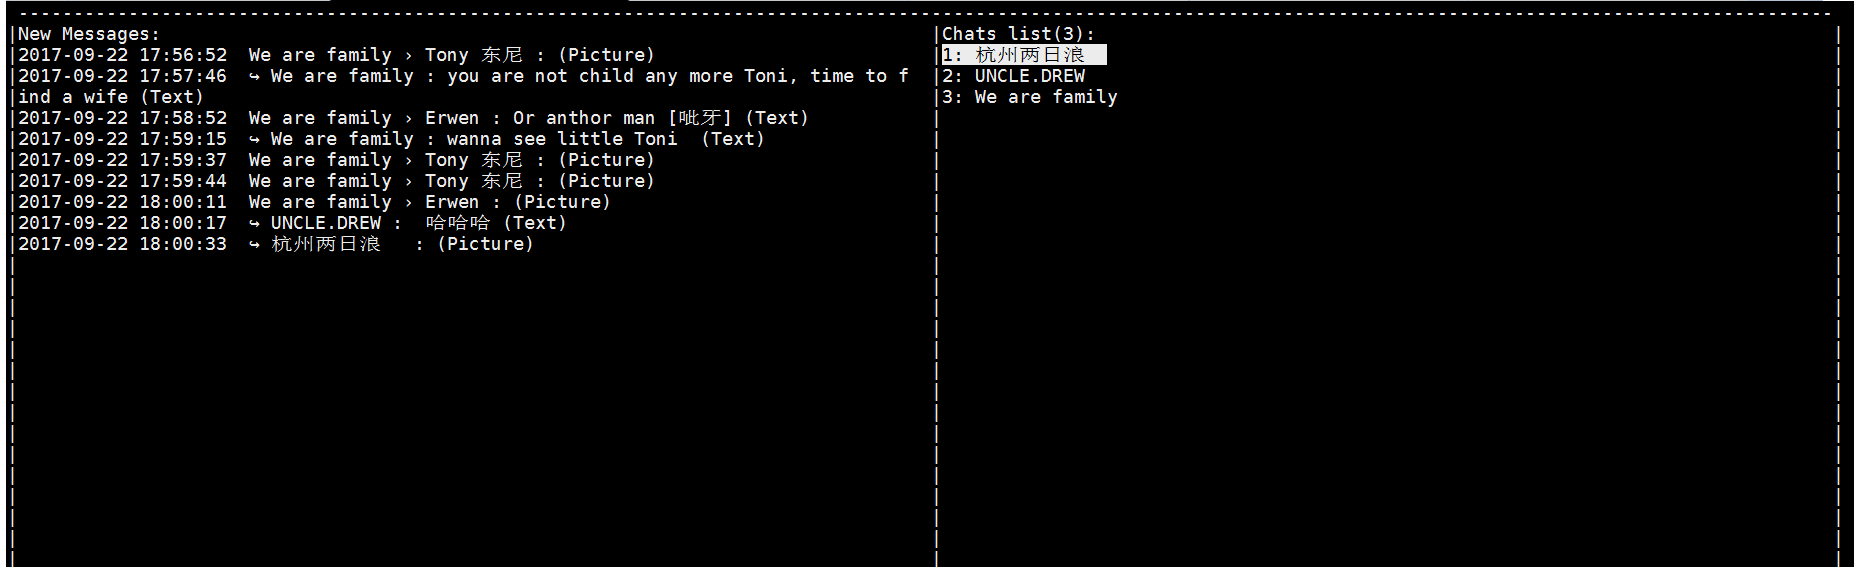 New Messages:
2017-09-22 17:56:52  We are family › Tony 东尼 : (Picture)
2017-09-22 17:57:46  ↪ We are family : you are not child any more Toni, time to f
ind a wife (Text)
2017-09-22 17:58:52  We are family › Erwen : Or anthor man [呲牙] (Text)
2017-09-22 17:59:15  ↪ We are family : wanna see little Toni  (Text)
2017-09-22 17:59:37  We are family › Tony 东尼 : (Picture)
2017-09-22 17:59:44  We are family › Tony 东尼 : (Picture)
2017-09-22 18:00:11  We are family › Erwen : (Picture)
2017-09-22 18:00:17  ↪ UNCLE.DREW :  哈哈哈 (Text)
2017-09-22 18:00:33  ↪ 杭州两日浪   : (Picture)
Chats list(3):
1: 杭州两日浪
2: UNCLE.DREW
3: We are family